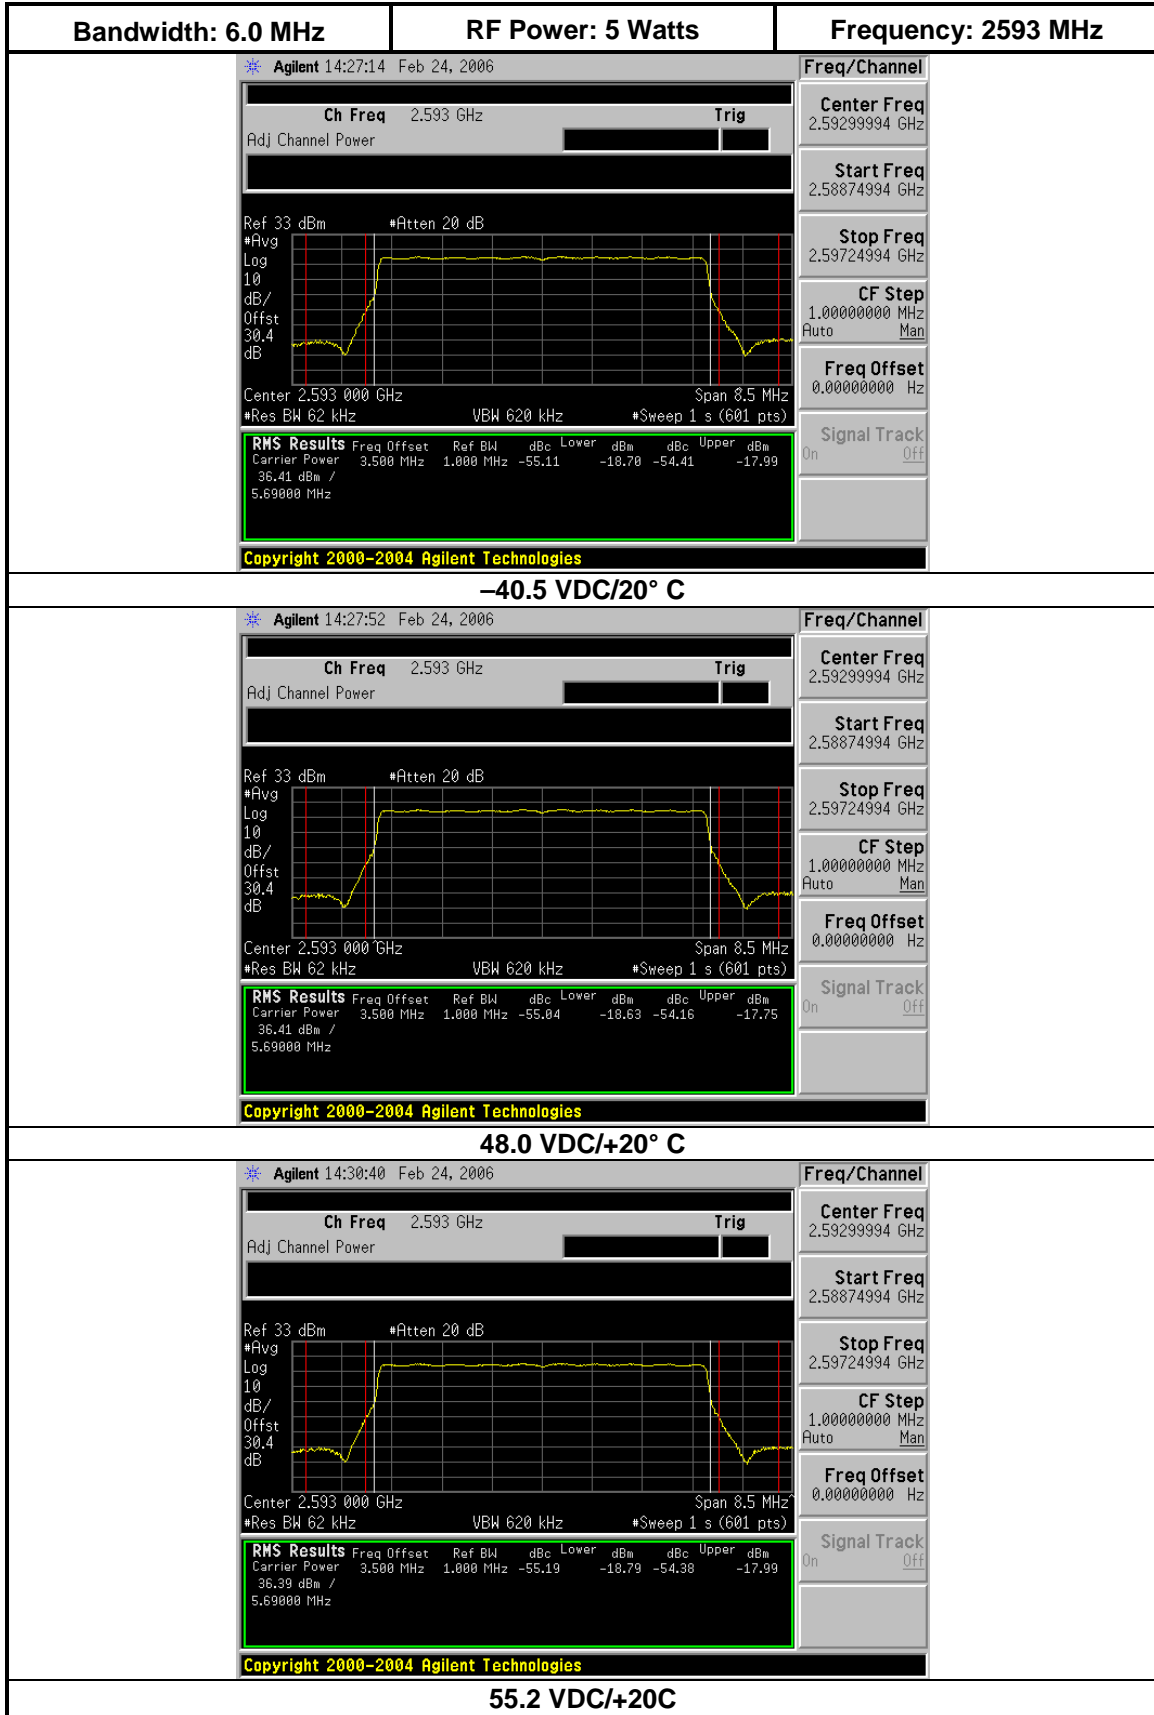 Bandwidth: 6.0 MHz RF Power: 5 Watts Frequency: 2593 MHz
Agilent 14:27:14 Feb 24, 2006 Freq/Channel
Ch Freq 2.593 GHz Trig
Adj Channel Power
Center Freq
2.59299994 GHz
Start Freq
2.58874994 GHz
Stop Freq
2.59724994 GHz
CF Step
1.00000000 MHz
Auto Man
Freq Offset
0.00000000 Hz
Signal Track
On Off
Ref 33 dBm #Atten 20 dB
#Avg
Log
10
dB/
Offst
30.4
dB
Center 2.593 000 GHz Span 8.5 MHz
#Res BW 62 kHz VBW 620 kHz #Sweep 1 s (601 pts)
RMS Results Freq Offset Ref BW dBc Lower dBm dBc Upper dBm
Carrier Power 3.500 MHz 1.000 MHz -55.11 -18.70 -54.41 -17.99
36.41 dBm /
5.69000 MHz
Copyright 2000-2004 Agilent Technologies
–40.5 VDC/20° C
Agilent 14:27:52 Feb 24, 2006 Freq/Channel
Ch Freq 2.593 GHz Trig
Adj Channel Power
Center Freq
2.59299994 GHz
Start Freq
2.58874994 GHz
Stop Freq
2.59724994 GHz
CF Step
1.00000000 MHz
Auto Man
Freq Offset
0.00000000 Hz
Signal Track
On Off
Ref 33 dBm #Atten 20 dB
#Avg
Log
10
dB/
Offst
30.4
dB
Center 2.593 000 GHz Span 8.5 MHz
#Res BW 62 kHz VBW 620 kHz #Sweep 1 s (601 pts)
RMS Results Freq Offset Ref BW dBc Lower dBm dBc Upper dBm
Carrier Power 3.500 MHz 1.000 MHz -55.04 -18.63 -54.16 -17.75
36.41 dBm /
5.69000 MHz
Copyright 2000-2004 Agilent Technologies
48.0 VDC/+20° C
Agilent 14:30:40 Feb 24, 2006 Freq/Channel
Ch Freq 2.593 GHz Trig
Adj Channel Power
Center Freq
2.59299994 GHz
Start Freq
2.58874994 GHz
Stop Freq
2.59724994 GHz
CF Step
1.00000000 MHz
Auto Man
Freq Offset
0.00000000 Hz
Signal Track
On Off
Ref 33 dBm #Atten 20 dB
#Avg
Log
10
dB/
Offst
30.4
dB
Center 2.593 000 GHz Span 8.5 MHz^
#Res BW 62 kHz VBW 620 kHz #Sweep 1 s (601 pts)
RMS Results Freq Offset Ref BW dBc Lower dBm dBc Upper dBm
Carrier Power 3.500 MHz 1.000 MHz -55.19 -18.79 -54.38 -17.99
36.39 dBm /
5.69000 MHz
Copyright 2000-2004 Agilent Technologies
55.2 VDC/+20C